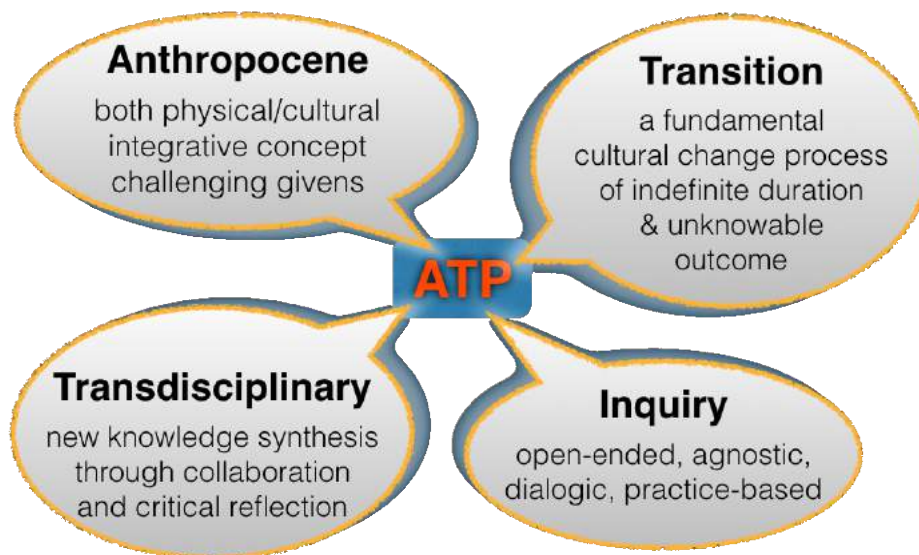 Anthropocene
both physical/cultural
integrative concept
challenging givens
Transition
a fundamental
cultural change process
of indefinite duration
& unknowable
outcome
ATP
Transdisciplinary
new knowledge synthesis
through collaboration
and critical reflection
Inquiry
open-ended, agnostic,
dialogic, practice-based